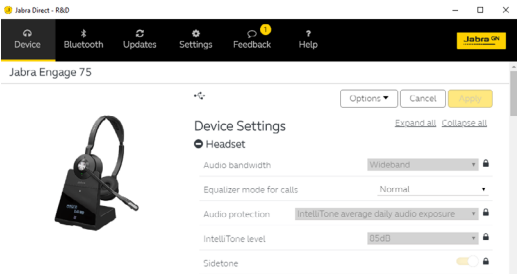 Jabra Direct - R&D
Device
Bluetooth
Updates
Settings
1
Feedback
?
Help
Jabra GN
Jabra Engage 75
Options
Cancel
Apply
Device Settings
Expand all Collapse all
Headset
Audio bandwidth Wideband
Equalizer mode for calls Normal
Audio protection IntelliTone average daily audio exposure
IntelliTone level 85dB
Sidetone